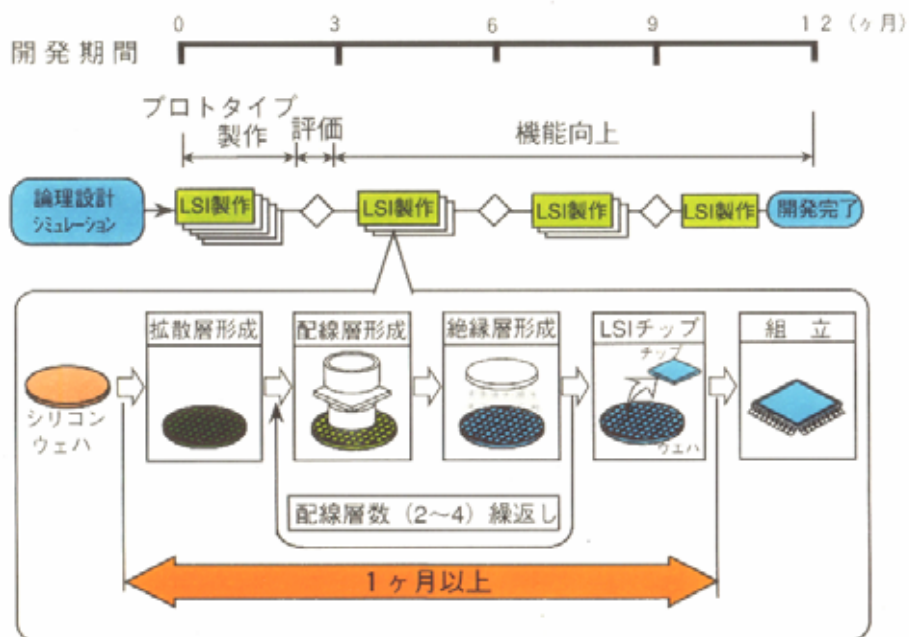 0 3 6 9 12 (ヶ月)
開発期間
プロトタイプ
製作
評価
機能向上
論理設計
シミュレーション
LSI製作
LSI製作
LSI製作
LSI製作
開発完了
拡散層形成
配線層形成
絶縁層形成
LSIチップ
組 立
チップ
ウエハ
シリコン
ウェハ
配線層数 (2〜4) 繰返し
1ヶ月以上